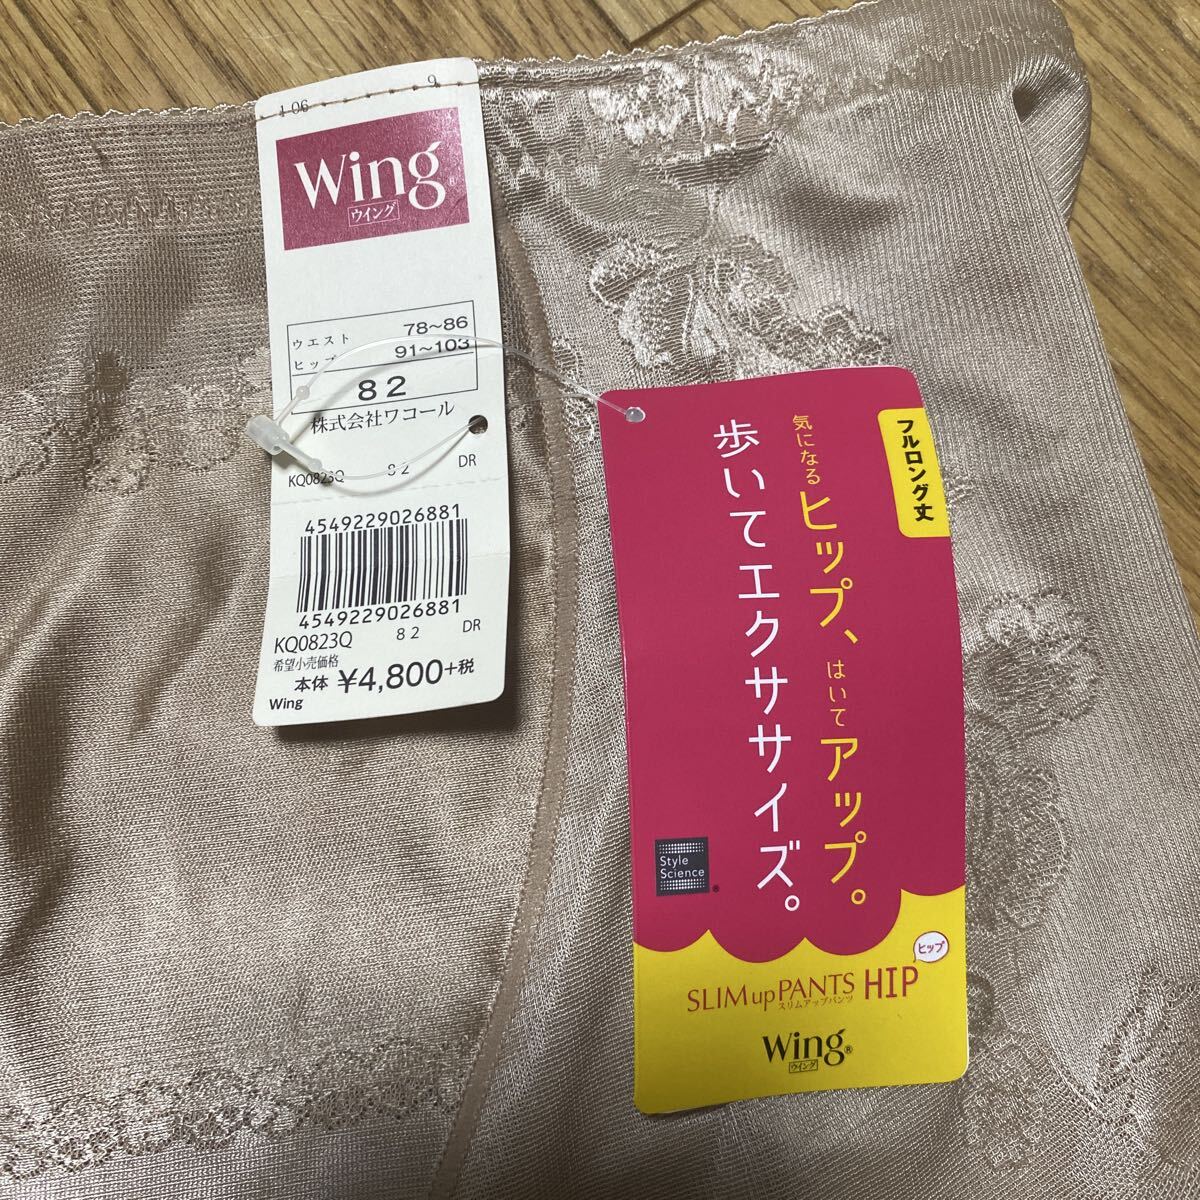 106 9
Wing®
ウイング
ウエスト 78~86
ヒップ 91~103
82
株式会社ワコール
KQ0823Q 82 DR
4549229026881
4549229026881
KQ0823Q 82 DR
希望小売価格
本体 ¥4,800+税
Wing
フルロング丈
気になるヒップ、はいてアップ。
歩いてエクササイズ。
Style
Science®
ヒップ
SLIM up PANTS HIP
スリムアップパンツ
Wing®
ウイング